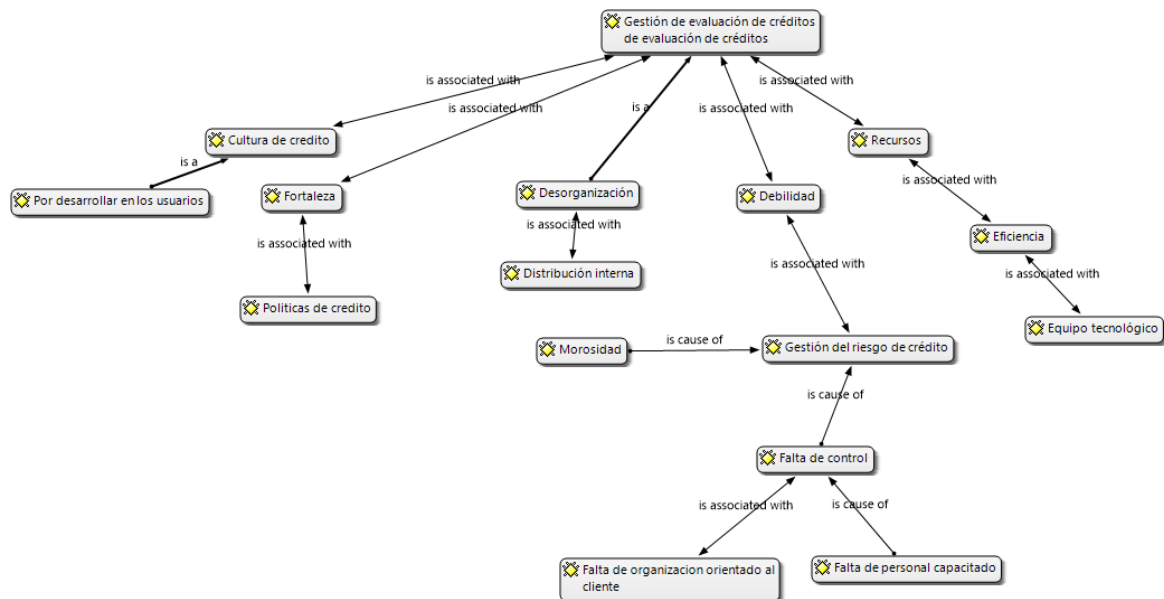 Gestión de evaluación de créditos
de evaluación de créditos
is associated with
is associated with
is a
is associated with
is associated with
Cultura de credito
Recursos
is a
Por desarrollar en los usuarios
Fortaleza
Desorganización
Debilidad
is associated with
is associated with
is associated with
is associated with
Eficiencia
Distribución interna
is associated with
Politicas de credito
Equipo tecnológico
Morosidad
is cause of
Gestión del riesgo de crédito
is cause of
Falta de control
is associated with
is cause of
Falta de organizacion orientado al
cliente
Falta de personal capacitado